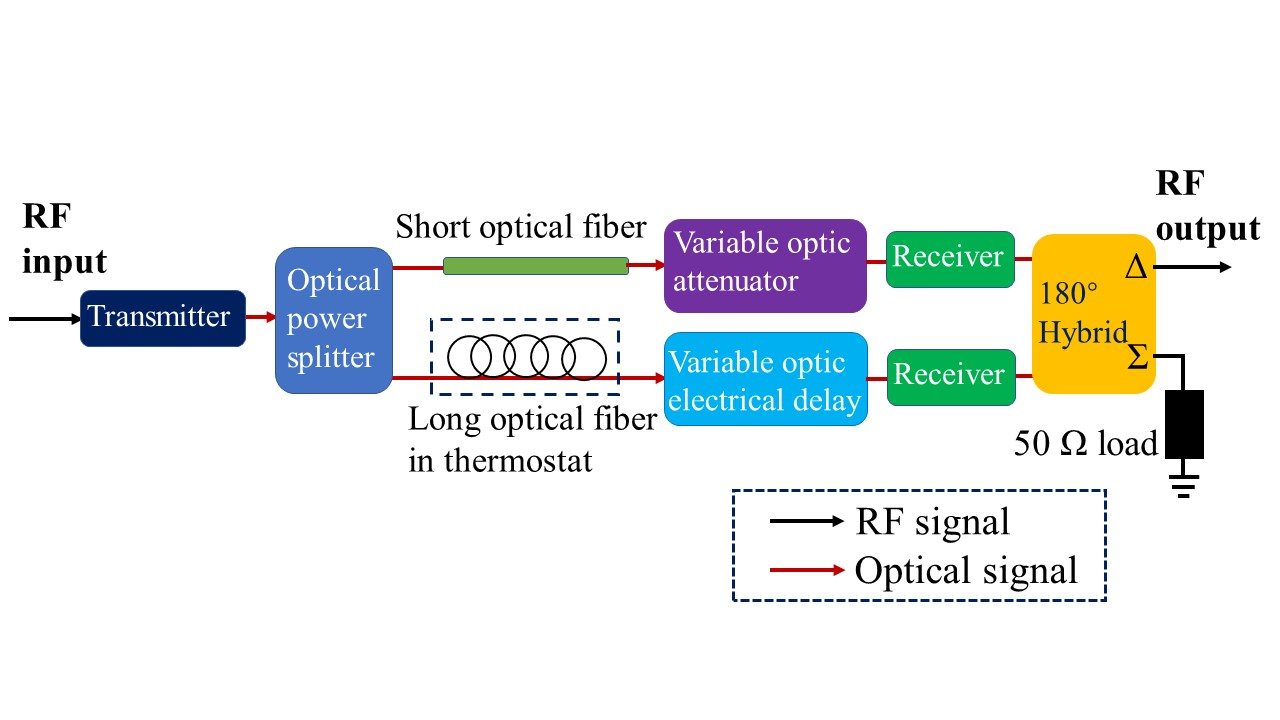 RF
input
Transmitter
Optical
power
splitter
Short optical fiber
Long optical fiber
in thermostat
Variable optic
attenuator
Variable optic
electrical delay
Receiver
Receiver
180°
Hybrid
Δ
Σ
RF
output
50 Ω load
RF signal
Optical signal